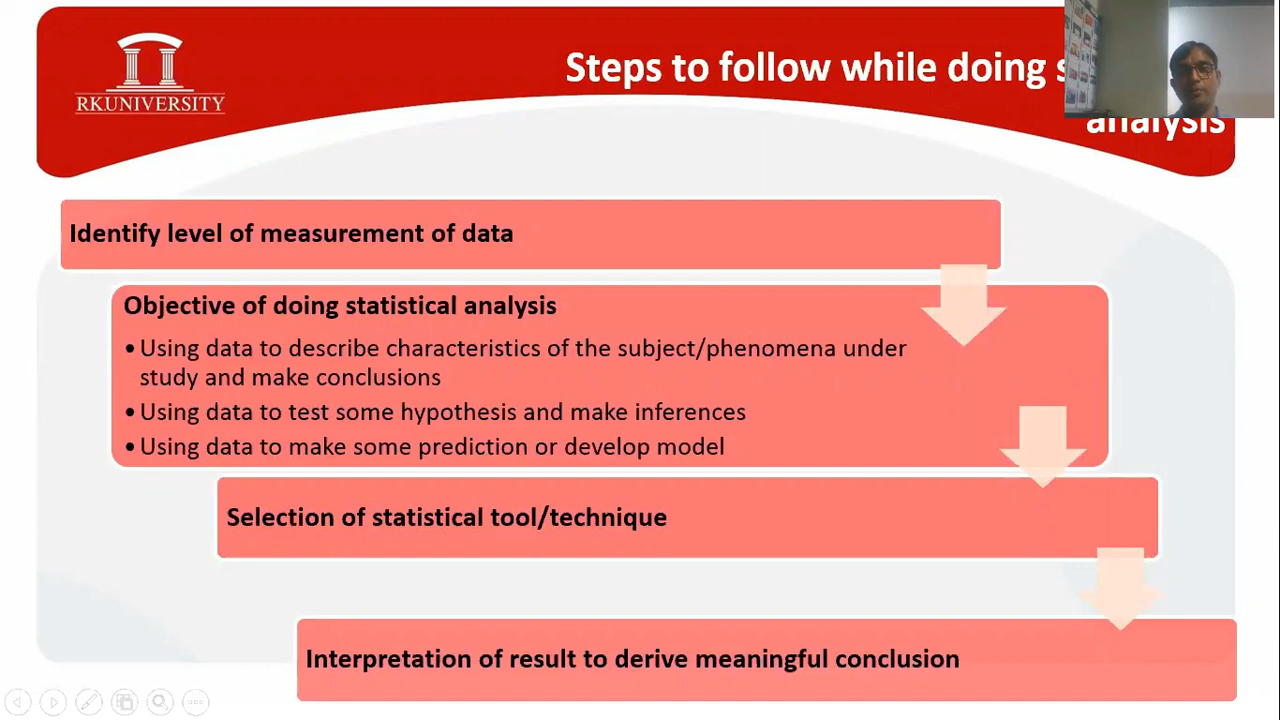 RKUNIVERSITY
Steps to follow while doing
analysis
Identify level of measurement of data
Objective of doing statistical analysis
•Using data to describe characteristics of the subject/phenomena under
study and make conclusions
•Using data to test some hypothesis and make inferences
•Using data to make some prediction or develop model
Selection of statistical tool/technique
Interpretation of result to derive meaningful conclusion